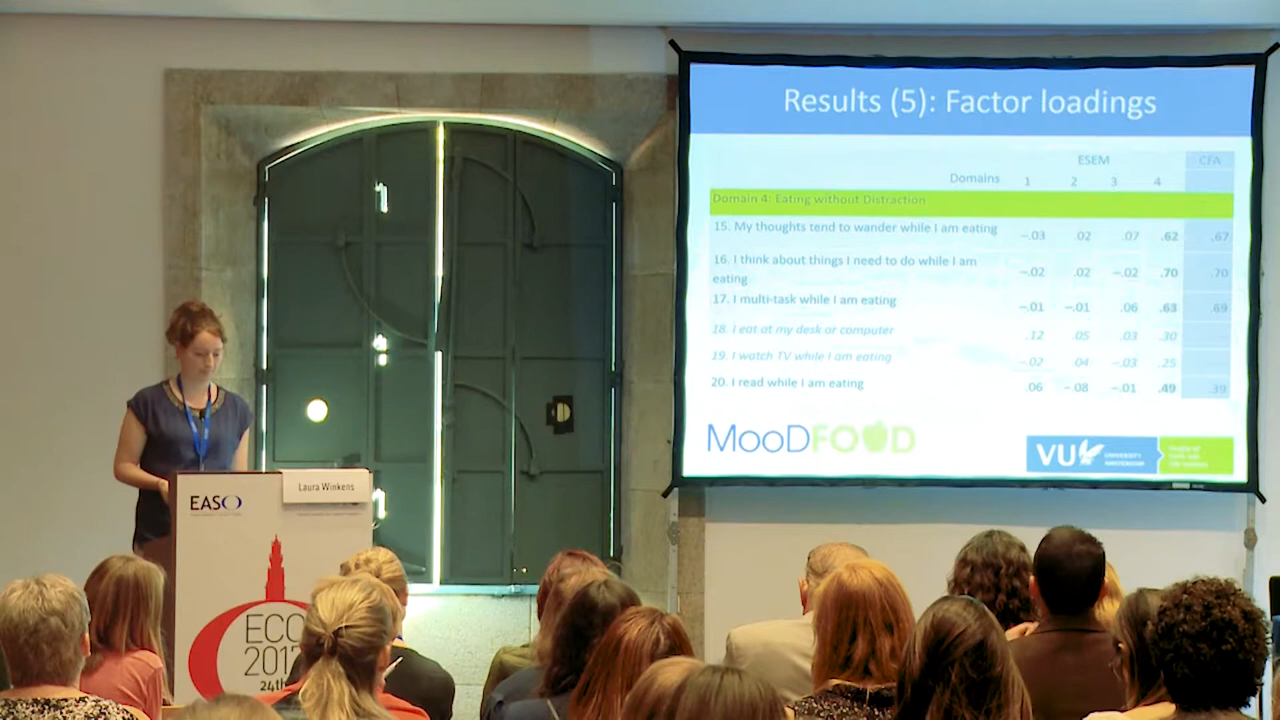 Results (5): Factor loadings
ESEM CFA
Domains 1 2 3 4
Domain 4: Eating without Distraction
15. My thoughts tend to wander while I am eating –.03 .02 .07 .62 .67
16. I think about things I need to do while I am
eating –.02 .02 –.02 .70 .70
17. I multi-task while I am eating –.01 –.01 .06 .63 .69
18. I eat at my desk or computer .12 .05 .03 .30
19. I watch TV while I am eating –.02 .04 –.03 .25
20. I read while I am eating .06 –.08 –.01 .49 .39
MooDFOOD
VU UNIVERSITY
AMSTERDAM
Laura Winkens
EASO
ECO
2017
24th